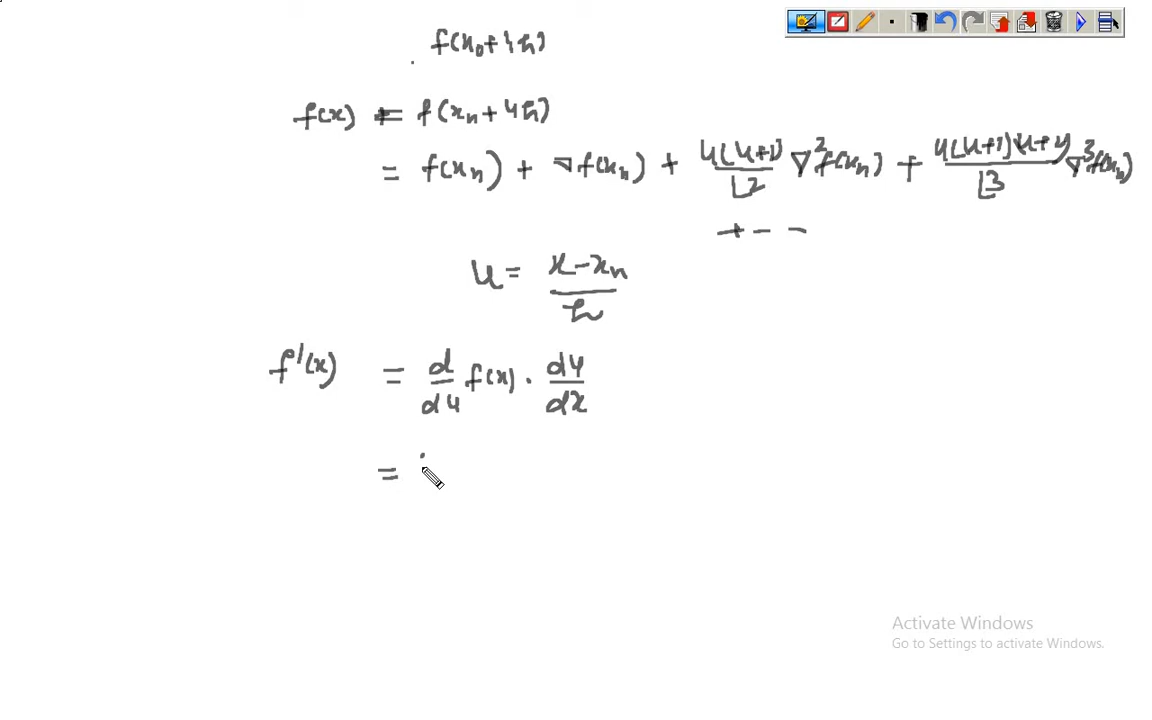 f(x₀+uh)
f(x) = f(xₙ+uh)
= f(xₙ) + ∇f(xₙ) + u(u+1)/⌊2 ∇²f(xₙ) + u(u+1)(u+2)/⌊3 ∇³f(xₙ)
+ - -
u = x-xₙ/h
f'(x) = d/du f(x) · du/dx
=
Activate Windows
Go to Settings to activate Windows.